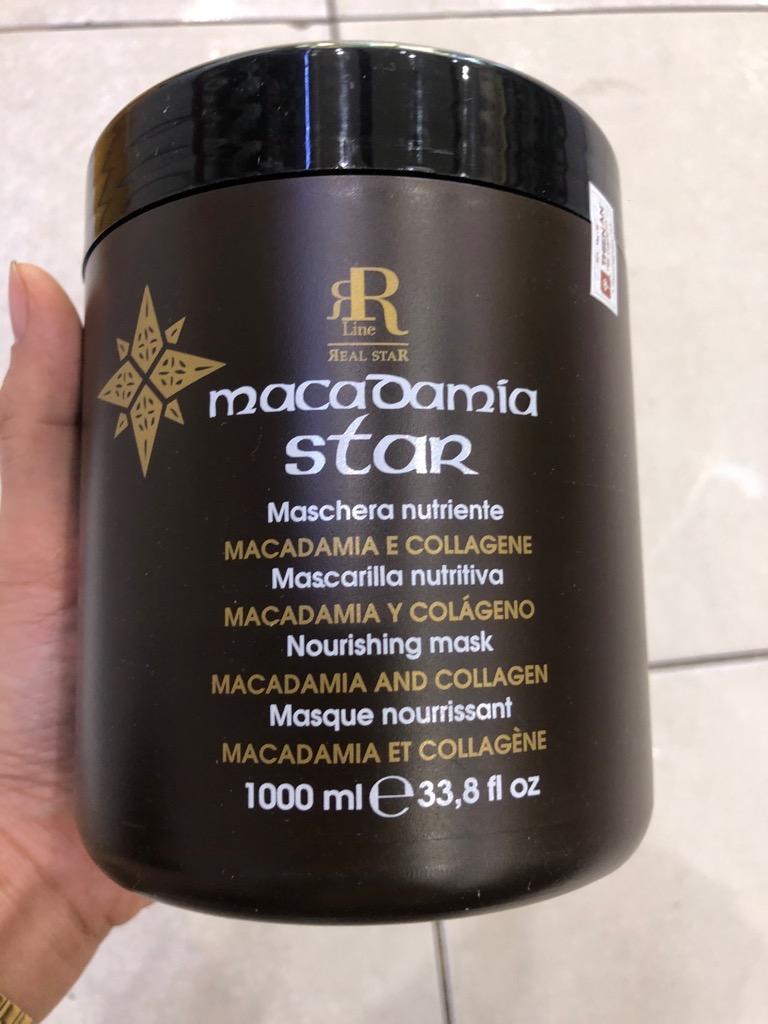 RR
Line
REAL STAR
macadamia
star
Maschera nutriente
MACADAMIA E COLLAGENE
Mascarilla nutritiva
MACADAMIA Y COLÁGENO
Nourishing mask
MACADAMIA AND COLLAGEN
Masque nourrissant
MACADAMIA ET COLLAGÈNE
1000 ml e 33,8 fl oz